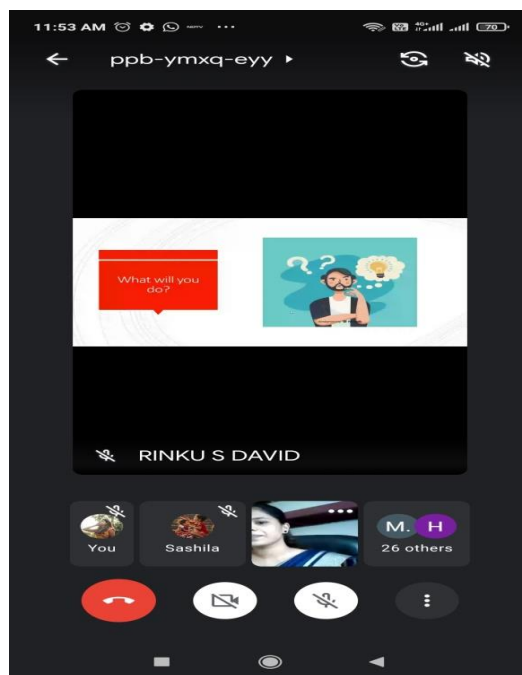 11:53 AM
ppb-ymxq-eyy
What will you
do?
RINKU S DAVID
You
Sashila
M. H
26 others